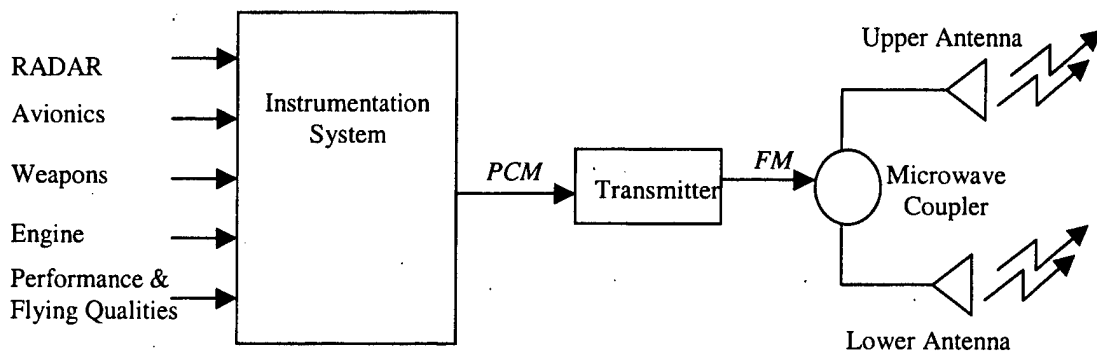 RADAR
Avionics
Weapons
Engine
Performance &
Flying Qualities
Instrumentation
System
PCM
Transmitter
FM
Upper Antenna
Microwave
Coupler
Lower Antenna